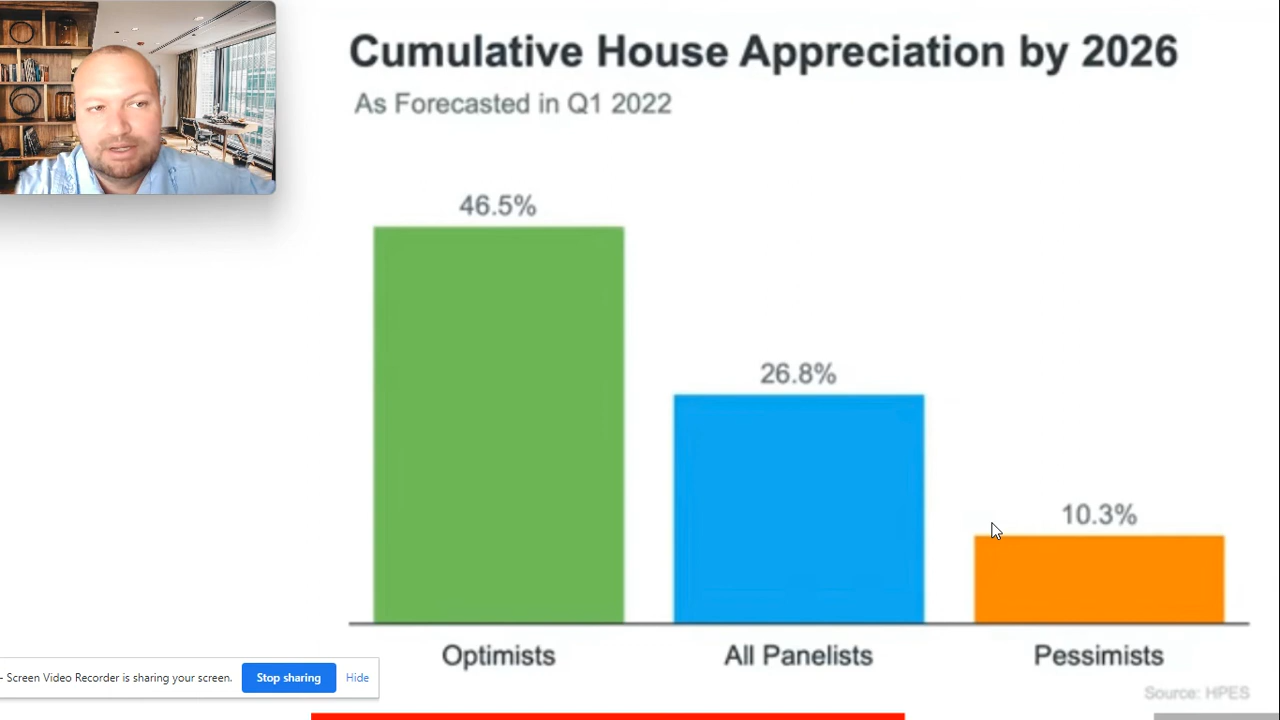 Cumulative House Appreciation by 2026
As Forecasted in Q1 2022
46.5%
26.8%
10.3%
Optimists
All Panelists
Pessimists
- Screen Video Recorder is sharing your screen.
Stop sharing
Hide
Source: HPES